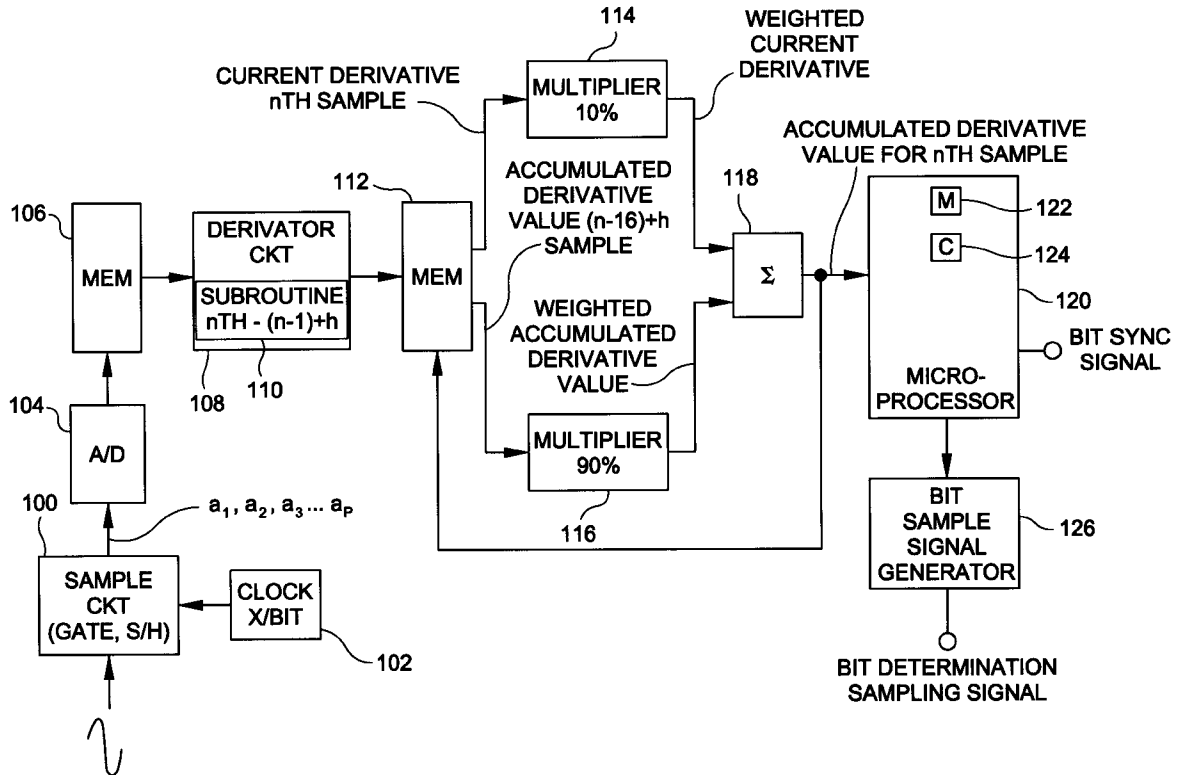 114
WEIGHTED
CURRENT
DERIVATIVE
CURRENT DERIVATIVE
nTH SAMPLE
MULTIPLIER
10%
ACCUMULATED DERIVATIVE
VALUE FOR nTH SAMPLE
ACCUMULATED
DERIVATIVE
VALUE (n-16)+h
SAMPLE
106
MEM
DERIVATOR
CKT
SUBROUTINE
nTH - (n-1)+h
108
110
112
MEM
118
Σ
M
122
C
124
120
MICRO-
PROCESSOR
BIT SYNC
SIGNAL
WEIGHTED
ACCUMULATED
DERIVATIVE
VALUE
104
A/D
MULTIPLIER
90%
116
100
a1, a2, a3... aP
SAMPLE
CKT
(GATE, S/H)
CLOCK
X/BIT
102
BIT
SAMPLE
SIGNAL
GENERATOR
126
BIT DETERMINATION
SAMPLING SIGNAL